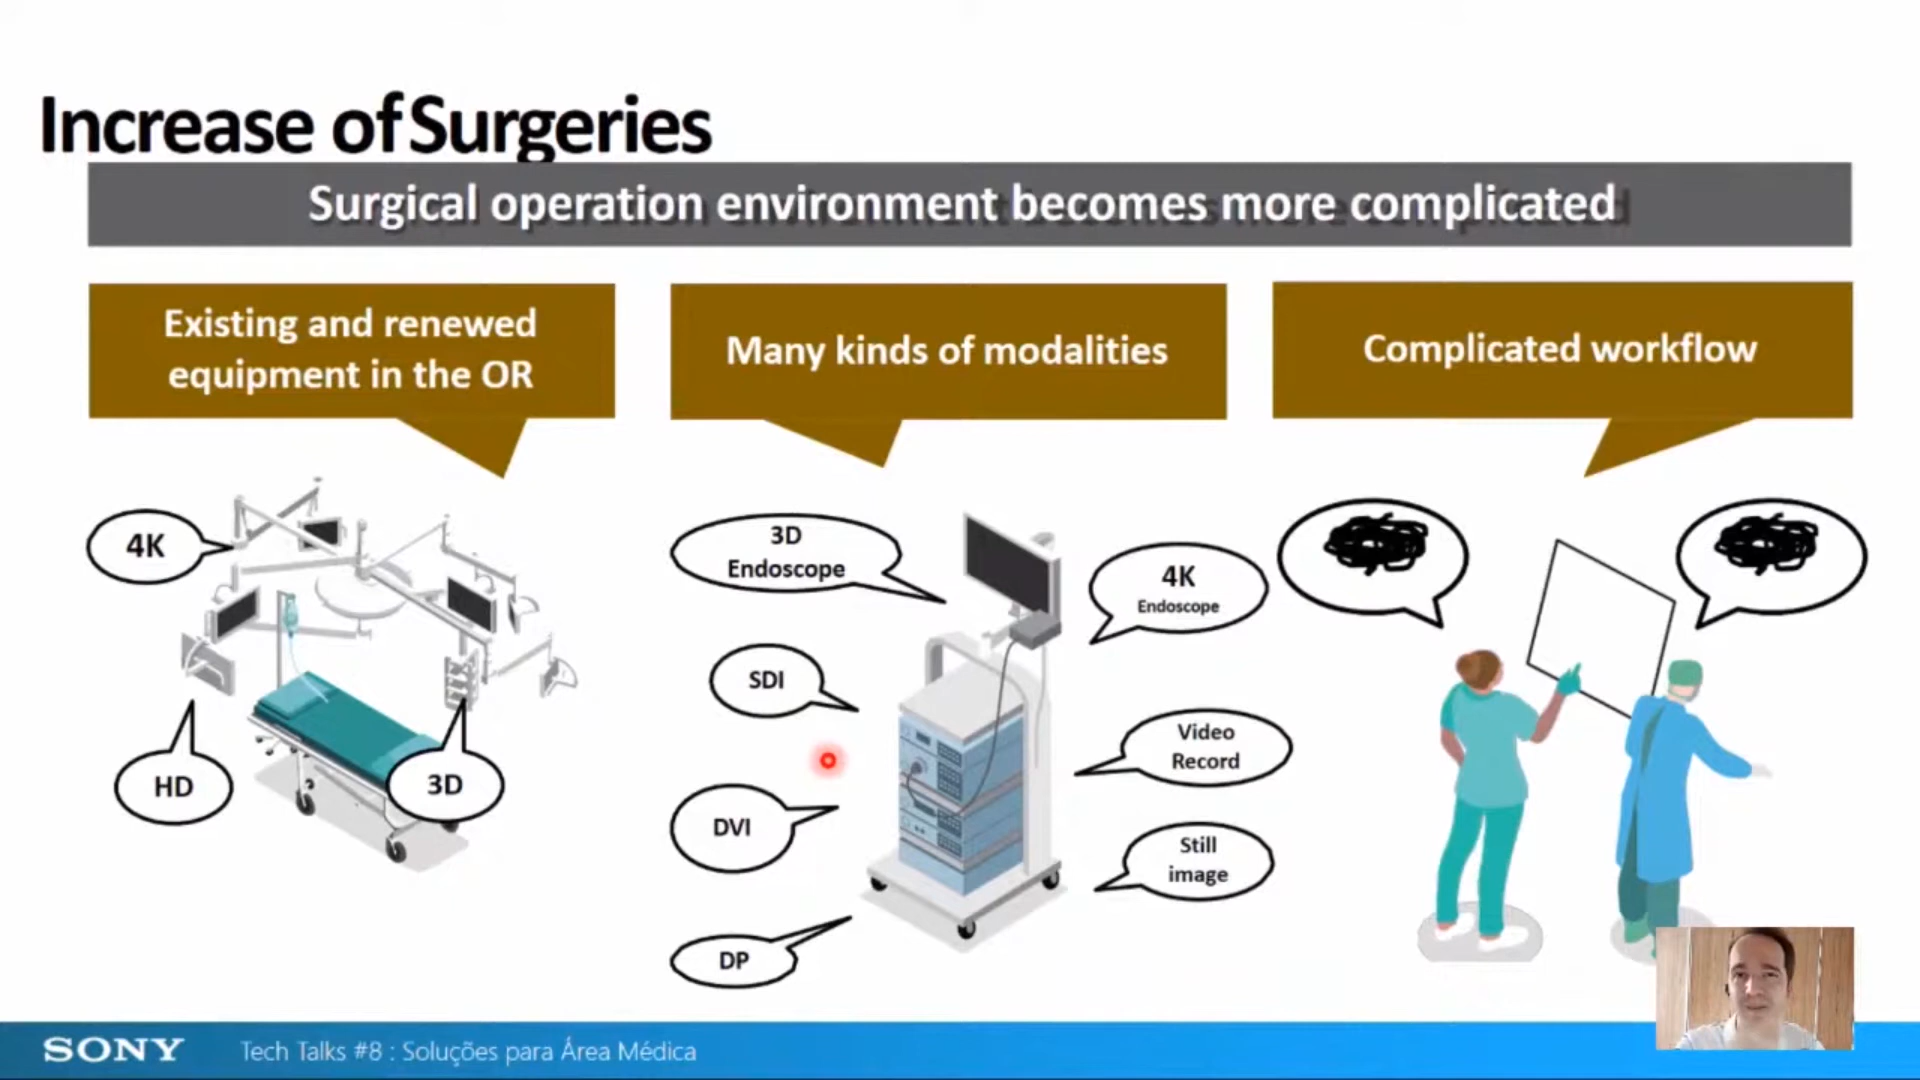 Increase of Surgeries
Surgical operation environment becomes more complicated
Existing and renewed
equipment in the OR
Many kinds of modalities
Complicated workflow
4K
HD
3D
3D
Endoscope
4K
Endoscope
SDI
Video
Record
DVI
Still
image
DP
SONY
Tech Talks #8 : Soluções para Área Médica